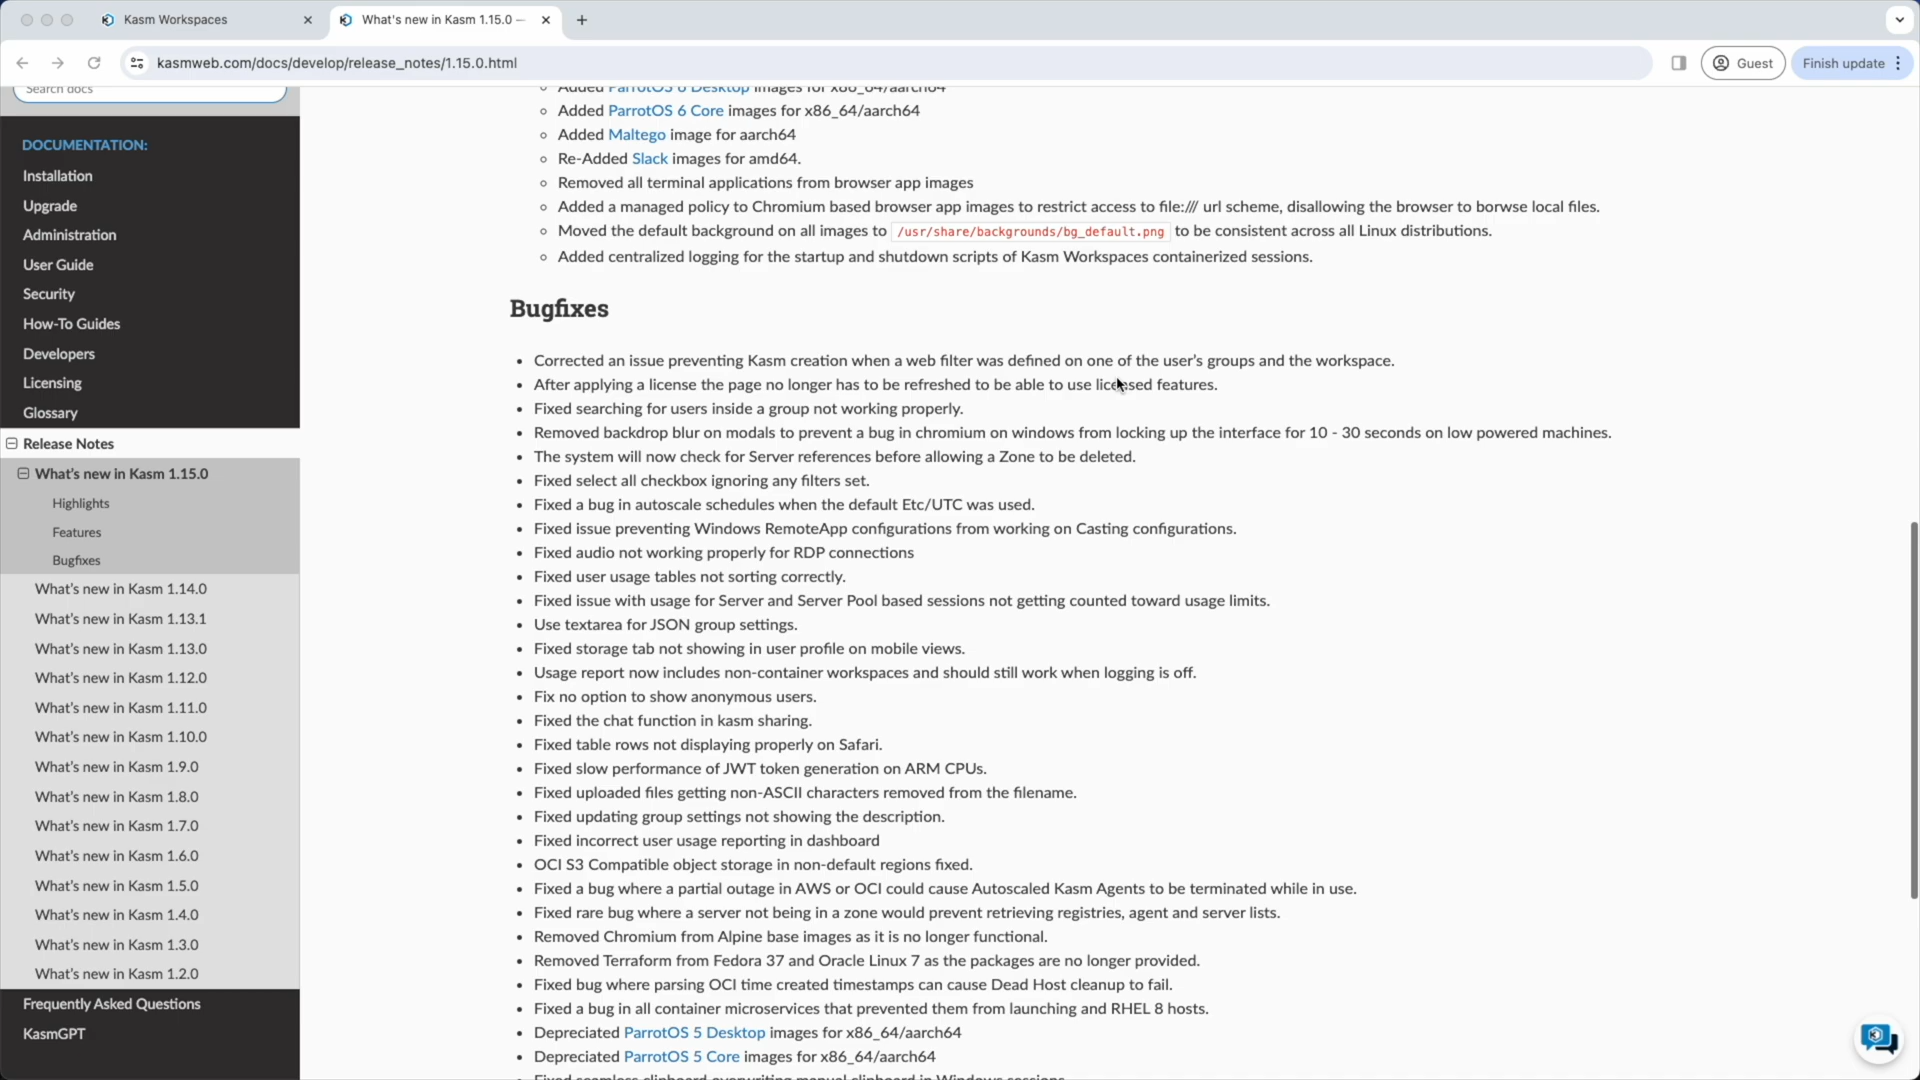 Kasm Workspaces
What's new in Kasm 1.15.0 —
kasmweb.com/docs/develop/release_notes/1.15.0.html
Guest
Finish update
Search docs
DOCUMENTATION:
Installation
Upgrade
Administration
User Guide
Security
How-To Guides
Developers
Licensing
Glossary
Release Notes
What's new in Kasm 1.15.0
Highlights
Features
Bugfixes
What's new in Kasm 1.14.0
What's new in Kasm 1.13.1
What's new in Kasm 1.13.0
What's new in Kasm 1.12.0
What's new in Kasm 1.11.0
What's new in Kasm 1.10.0
What's new in Kasm 1.9.0
What's new in Kasm 1.8.0
What's new in Kasm 1.7.0
What's new in Kasm 1.6.0
What's new in Kasm 1.5.0
What's new in Kasm 1.4.0
What's new in Kasm 1.3.0
What's new in Kasm 1.2.0
Frequently Asked Questions
KasmGPT
Added ParrotOS 6 Desktop images for x86_64/aarch64
Added ParrotOS 6 Core images for x86_64/aarch64
Added Maltego image for aarch64
Re-Added Slack images for amd64.
Removed all terminal applications from browser app images
Added a managed policy to Chromium based browser app images to restrict access to file:/// url scheme, disallowing the browser to borwse local files.
Moved the default background on all images to /usr/share/backgrounds/bg_default.png to be consistent across all Linux distributions.
Added centralized logging for the startup and shutdown scripts of Kasm Workspaces containerized sessions.
Bugfixes
Corrected an issue preventing Kasm creation when a web filter was defined on one of the user's groups and the workspace.
After applying a license the page no longer has to be refreshed to be able to use licensed features.
Fixed searching for users inside a group not working properly.
Removed backdrop blur on modals to prevent a bug in chromium on windows from locking up the interface for 10 - 30 seconds on low powered machines.
The system will now check for Server references before allowing a Zone to be deleted.
Fixed select all checkbox ignoring any filters set.
Fixed a bug in autoscale schedules when the default Etc/UTC was used.
Fixed issue preventing Windows RemoteApp configurations from working on Casting configurations.
Fixed audio not working properly for RDP connections
Fixed user usage tables not sorting correctly.
Fixed issue with usage for Server and Server Pool based sessions not getting counted toward usage limits.
Use textarea for JSON group settings.
Fixed storage tab not showing in user profile on mobile views.
Usage report now includes non-container workspaces and should still work when logging is off.
Fix no option to show anonymous users.
Fixed the chat function in kasm sharing.
Fixed table rows not displaying properly on Safari.
Fixed slow performance of JWT token generation on ARM CPUs.
Fixed uploaded files getting non-ASCII characters removed from the filename.
Fixed updating group settings not showing the description.
Fixed incorrect user usage reporting in dashboard
OCI S3 Compatible object storage in non-default regions fixed.
Fixed a bug where a partial outage in AWS or OCI could cause Autoscaled Kasm Agents to be terminated while in use.
Fixed rare bug where a server not being in a zone would prevent retrieving registries, agent and server lists.
Removed Chromium from Alpine base images as it is no longer functional.
Removed Terraform from Fedora 37 and Oracle Linux 7 as the packages are no longer provided.
Fixed bug where parsing OCI time created timestamps can cause Dead Host cleanup to fail.
Fixed a bug in all container microservices that prevented them from launching and RHEL 8 hosts.
Depreciated ParrotOS 5 Desktop images for x86_64/aarch64
Depreciated ParrotOS 5 Core images for x86_64/aarch64
Fixed seamless clipboard overwriting manual clipboard in Windows sessions